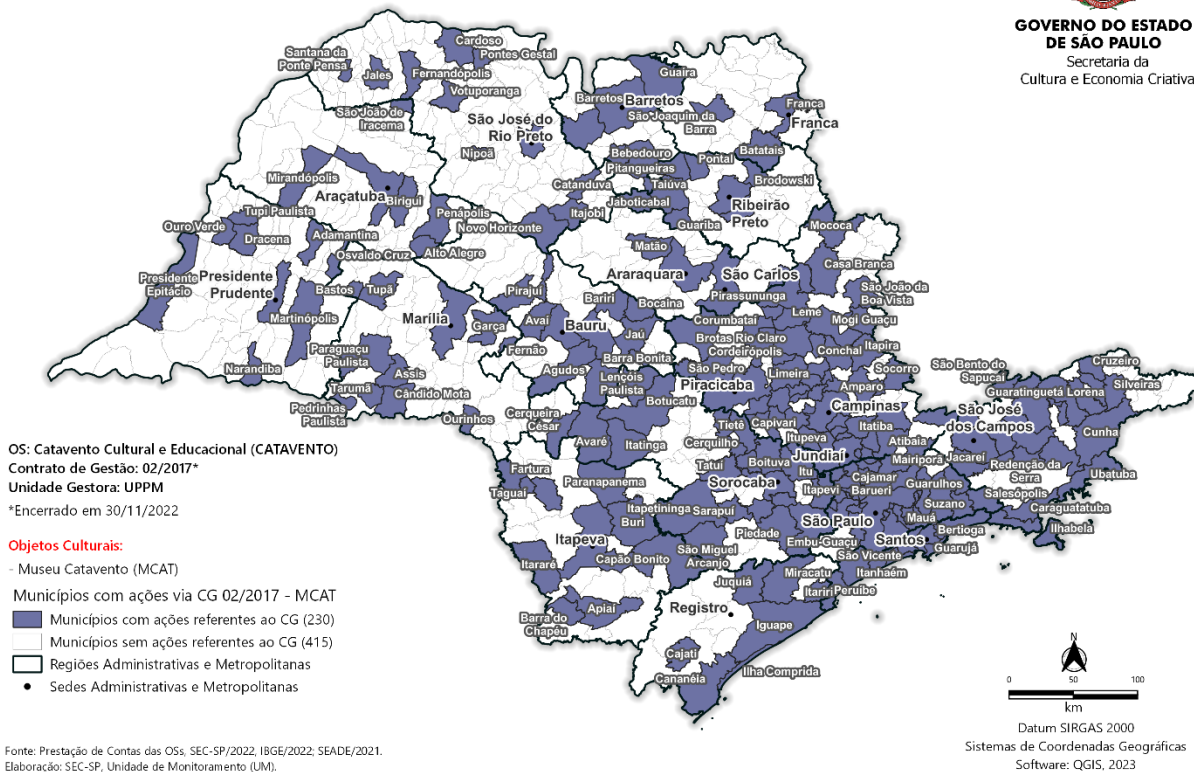 GOVERNO DO ESTADO
DE SÃO PAULO
Secretaria da
Cultura e Economia Criativa
Cardoso
Santana da
Ponte Pensa
Pontes Gestal
Jales
Fernandópolis
Guaíra
Votuporanga
Barretos
Barretos
Franca
Franca
São João de
Iracema
São José do
Rio Preto
São Joaquim da
Barra
Nipoã
Bebedouro
Pitangueiras
Pontal
Batatais
Mirandópolis
Catanduva
Taiúva
Brodowski
Araçatuba
Birigui
Penápolis
Itajobi
Jaboticabal
Ribeirão
Preto
Tupi Paulista
Ouro Verde
Dracena
Adamantina
Novo Horizonte
Guariba
Mococa
Osvaldo Cruz
Alto Alegre
Matão
Casa Branca
Presidente
Epitácio
Presidente
Prudente
Bastos
Tupã
Pirajuí
Bariri
Araraquara
São Carlos
São João da
Boa Vista
Bocaina
Pirassununga
Martinópolis
Marília
Garça
Avaí
Bauru
Jaú
Corumbataí
Leme
Mogi Guaçu
Brotas
Rio Claro
Cordeirópolis
Conchal
Itapira
Paraguaçu
Paulista
Fernão
Barra Bonita
São Pedro
Limeira
Socorro
São Bento do
Sapucaí
Cruzeiro
Narandiba
Assis
Agudos
Lençóis
Paulista
Piracicaba
Amparo
Guaratinguetá
Lorena
Silveiras
Tarumã
Cândido Mota
Botucatu
Campinas
São José
dos Campos
Pedrinhas
Paulista
Ourinhos
Cerqueira
César
Tietê
Capivari
Itatiba
Cunha
Avaré
Itatinga
Cerquilho
Itupeva
Atibaia
Jundiaí
Mairiporã
Jacareí
Redenção da
Serra
Ubatuba
Fartura
Paranapanema
Tatuí
Boituva
Itu
Cajamar
Sorocaba
Itapevi
Barueri
Guarulhos
Salesópolis
Taguaí
Itapetininga
Sarapuí
Suzano
Caraguatatuba
Buri
São Paulo
Mauá
Bertioga
Ilhabela
Itapeva
Piedade
Embu-Guaçu
Santos
Guarujá
Capão Bonito
São Miguel
Arcanjo
São Vicente
Itararé
Miracatu
Itanhaém
Juquiá
Itariri
Peruíbe
Apiaí
Registro
Barra do
Chapéu
Iguape
Cajati
Cananéia
Ilha Comprida
OS: Catavento Cultural e Educacional (CATAVENTO)
Contrato de Gestão: 02/2017*
Unidade Gestora: UPPM
*Encerrado em 30/11/2022
Objetos Culturais:
- Museu Catavento (MCAT)
Municípios com ações via CG 02/2017 - MCAT
Municípios com ações referentes ao CG (230)
Municípios sem ações referentes ao CG (415)
Regiões Administrativas e Metropolitanas
Sedes Administrativas e Metropolitanas
N
0 50 100
km
Datum SIRGAS 2000
Sistemas de Coordenadas Geográficas
Software: QGIS, 2023
Fonte: Prestação de Contas das OSs, SEC-SP/2022, IBGE/2022; SEADE/2021.
Elaboração: SEC-SP, Unidade de Monitoramento (UM).